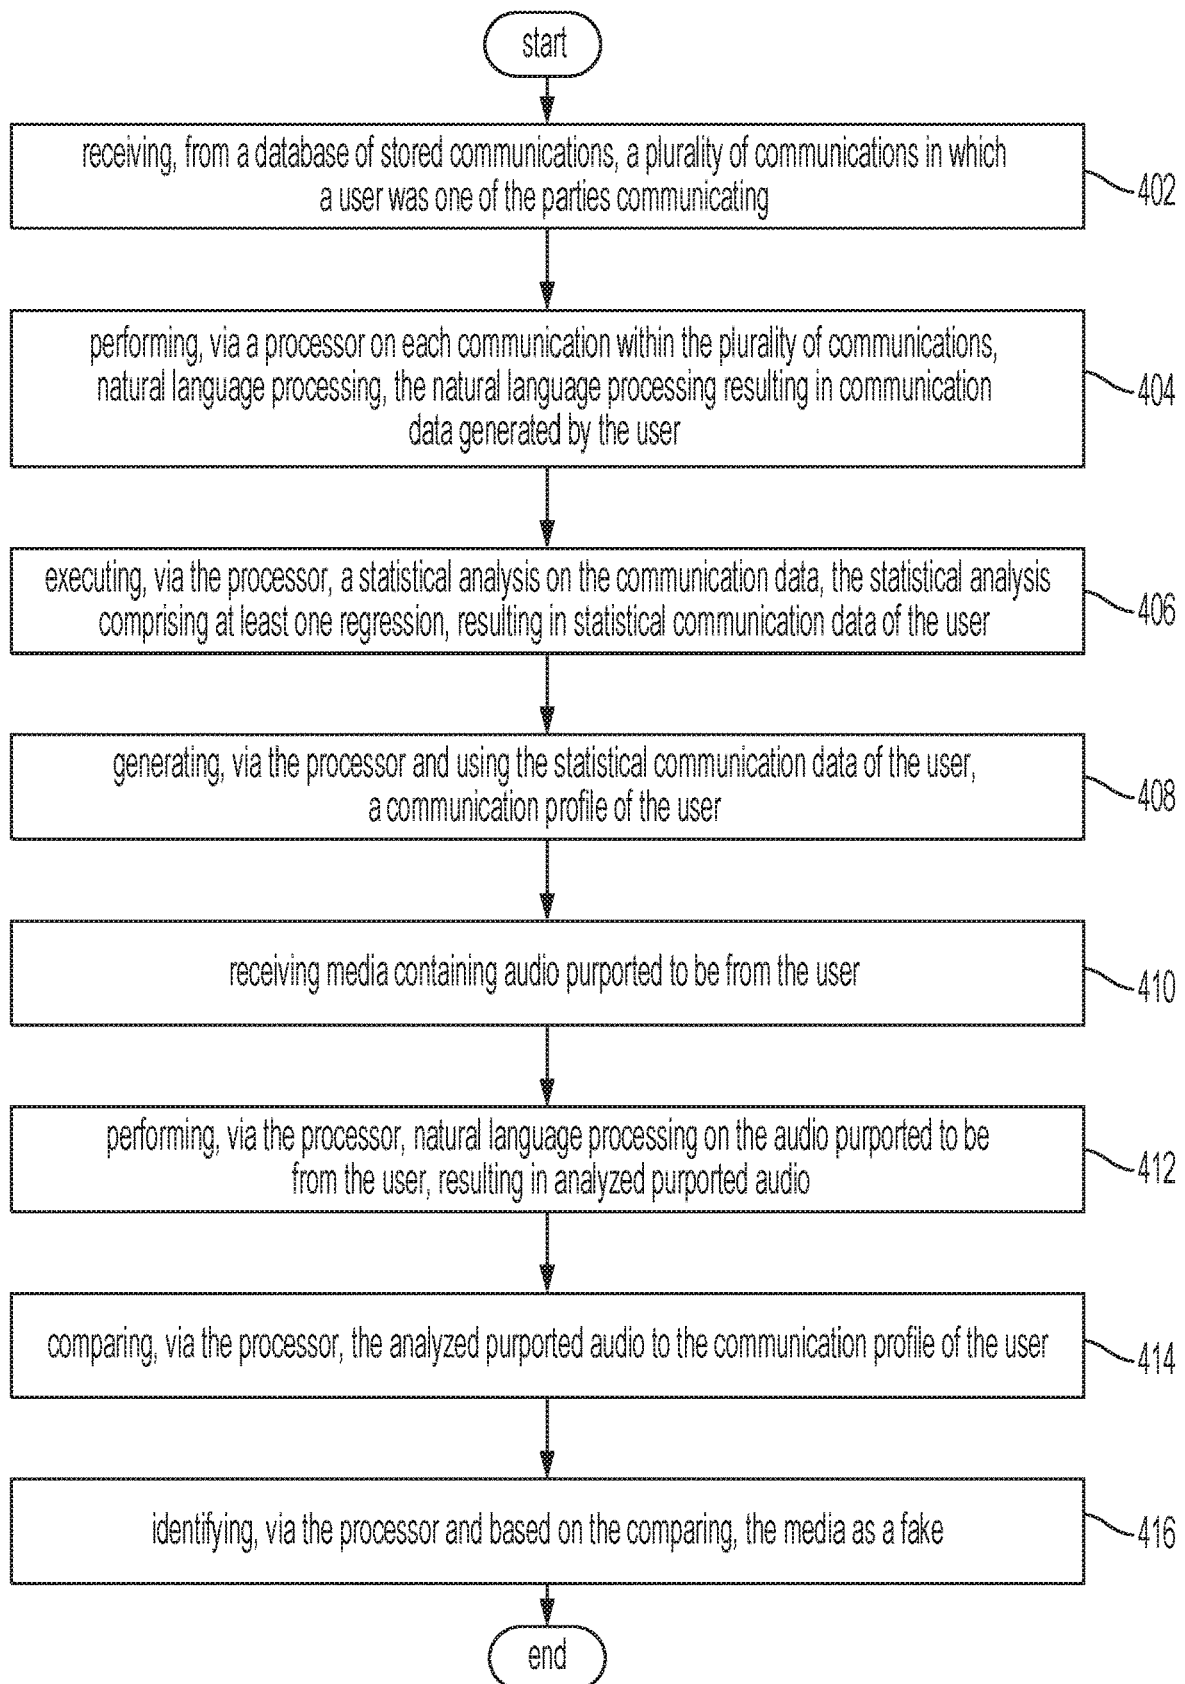 start
receiving, from a database of stored communications, a plurality of communications in which
a user was one of the parties communicating
402
performing, via a processor on each communication within the plurality of communications,
natural language processing, the natural language processing resulting in communication
data generated by the user
404
executing, via the processor, a statistical analysis on the communication data, the statistical analysis
comprising at least one regression, resulting in statistical communication data of the user
406
generating, via the processor and using the statistical communication data of the user,
a communication profile of the user
408
receiving media containing audio purported to be from the user
410
performing, via the processor, natural language processing on the audio purported to be
from the user, resulting in analyzed purported audio
412
comparing, via the processor, the analyzed purported audio to the communication profile of the user
414
identifying, via the processor and based on the comparing, the media as a fake
416
end